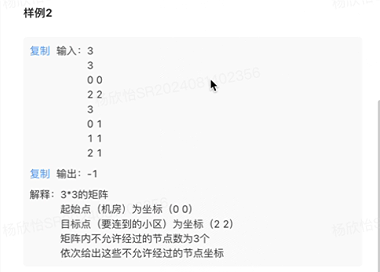 样例2
复制 输入：3
3
0 0
2 2
3
0 1
1 1
2 1
复制 输出：-1
解释：3*3的矩阵
起始点（机房）为坐标（0 0）
目标点（要连到的小区）为坐标（2 2）
矩阵内不允许经过的节点数为3个
依次给出这些不允许经过的节点坐标